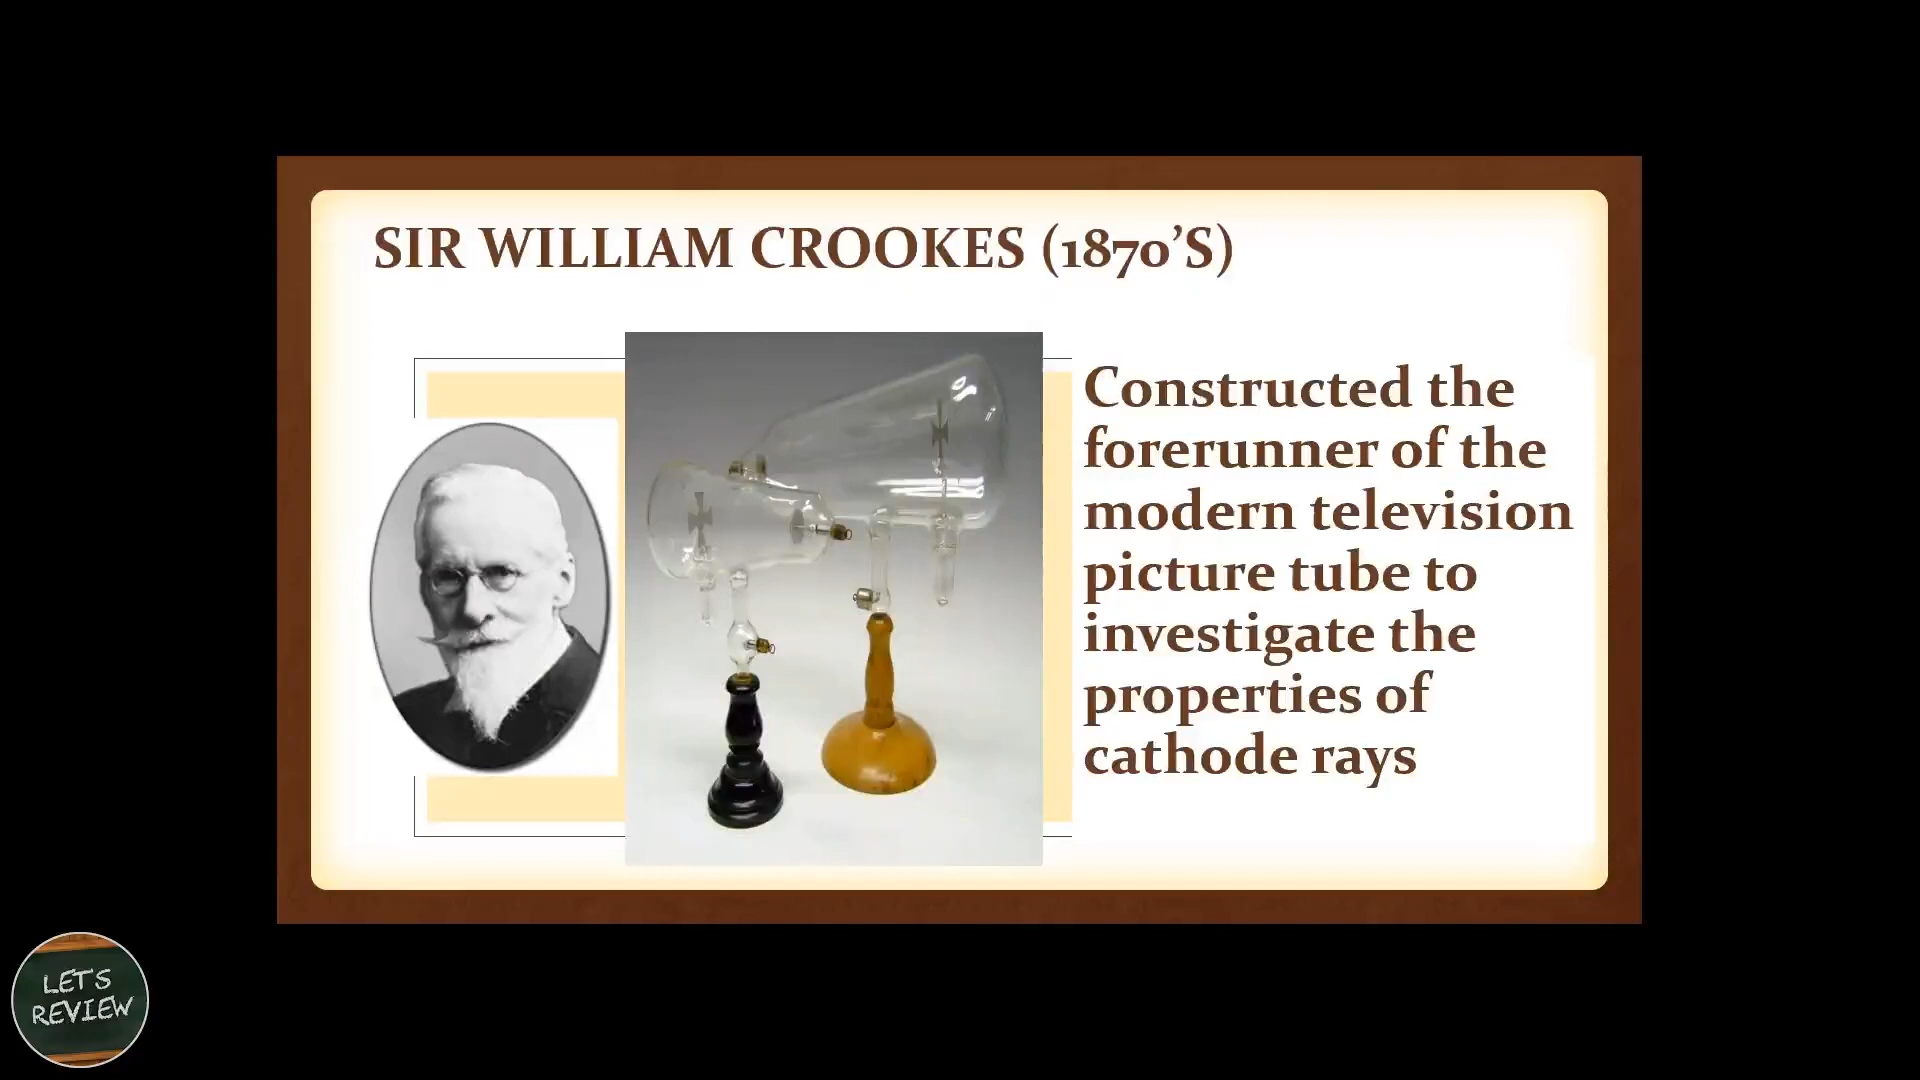 SIR WILLIAM CROOKES (1870’S)
Constructed the
forerunner of the
modern television
picture tube to
investigate the
properties of
cathode rays
LET'S
REVIEW